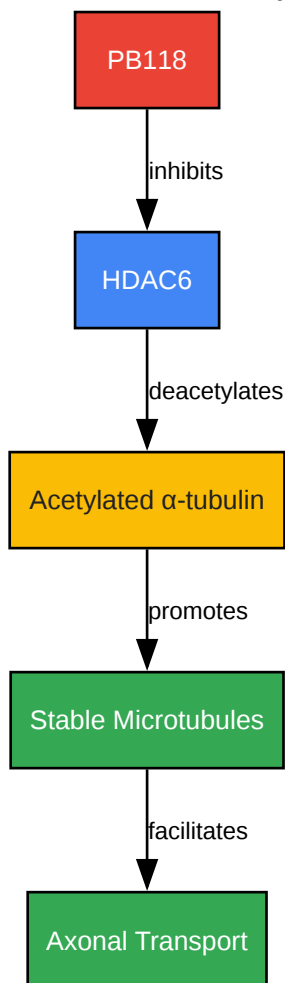 PB118
inhibits
HDAC6
deacetylates
Acetylated α-tubulin
promotes
Stable Microtubules
facilitates
Axonal Transport